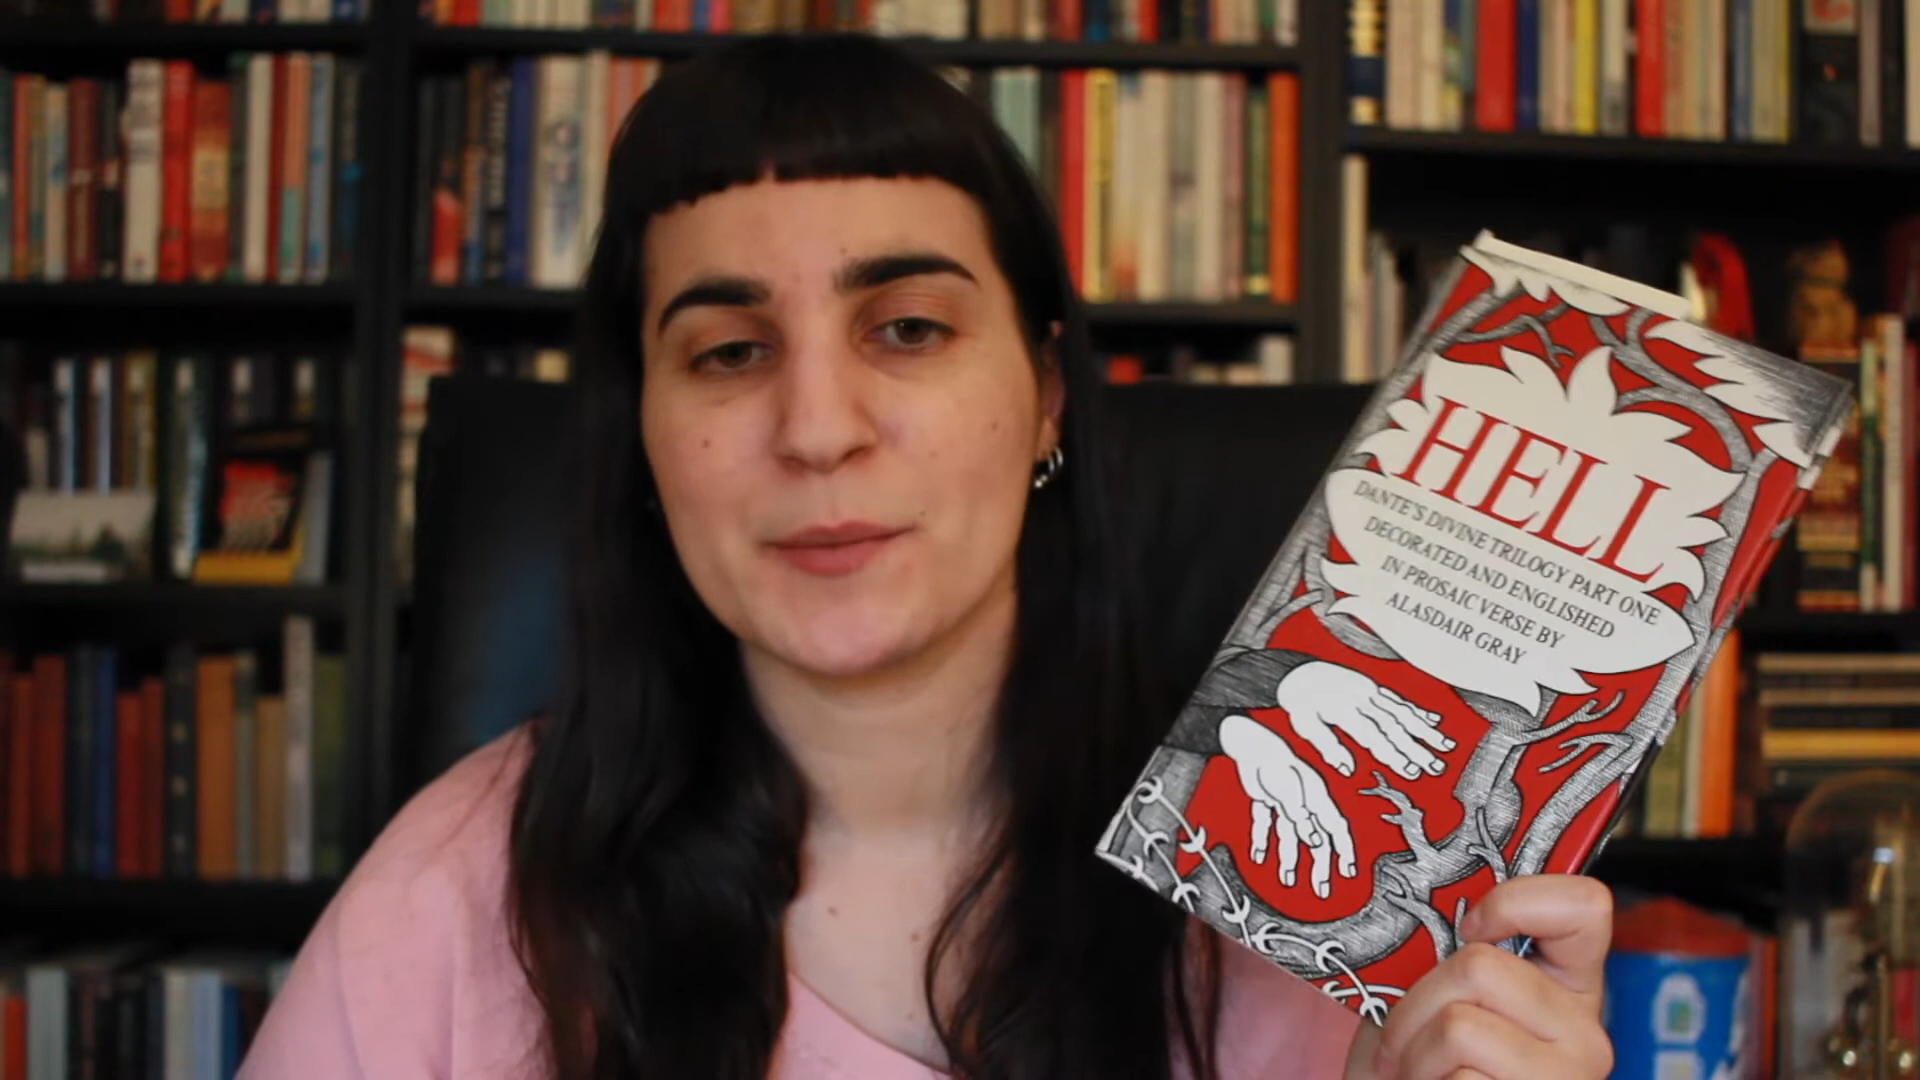 HELL
DANTE'S DIVINE TRILOGY PART ONE
DECORATED AND ENGLISHED
IN PROSAIC VERSE BY
ALASDAIR GRAY